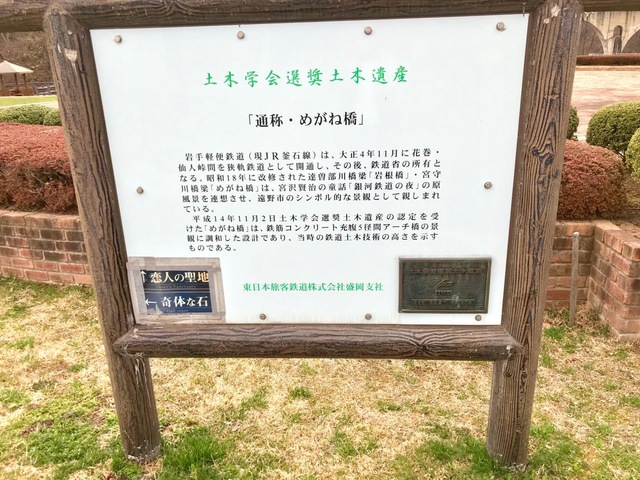 土木学会選奨土木遺産
「通称・めがね橋」
岩手軽便鉄道(現JR釜石線)は、大正4年11月に花巻・
仙人峠間を狭軌鉄道として開通し、その後、鉄道省の所有と
なる。昭和18年に改修された達曽部川橋梁「岩根橋」・宮守
川橋梁「めがね橋」は、宮沢賢治の童話「銀河鉄道の夜」の原
風景を連想させ、遠野市のシンボル的な景観として親しまれ
ている。
平成14年11月2日土木学会選奨土木遺産の認定を受
けた「めがね橋」は、鉄筋コンクリート充腹5径間アーチ橋の景
観に調和した設計であり、当時の鉄道土木技術の高さを示す
ものである。
↑恋人の聖地
←奇体な石
東日本旅客鉄道株式会社盛岡支社